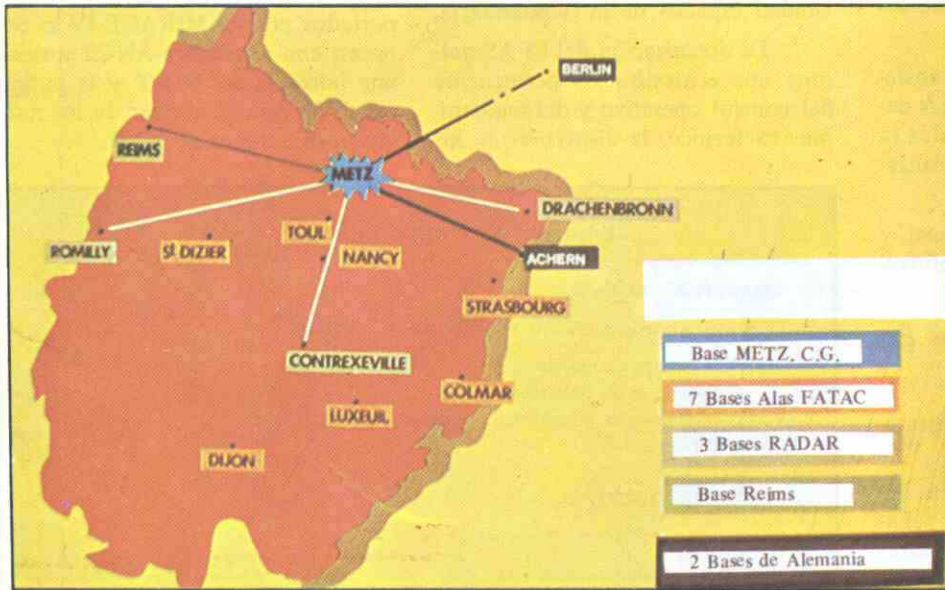 BERLIN
REIMS
METZ
DRACHENBRONN
ROMILLY
St DIZIER
TOUL
NANCY
ACHERN
STRASBOURG
CONTREXEVILLE
COLMAR
LUXEUIL
DIJON
Base METZ. C.G.
7 Bases Alas FATAC
3 Bases RADAR
Base Reims
2 Bases de Alemania